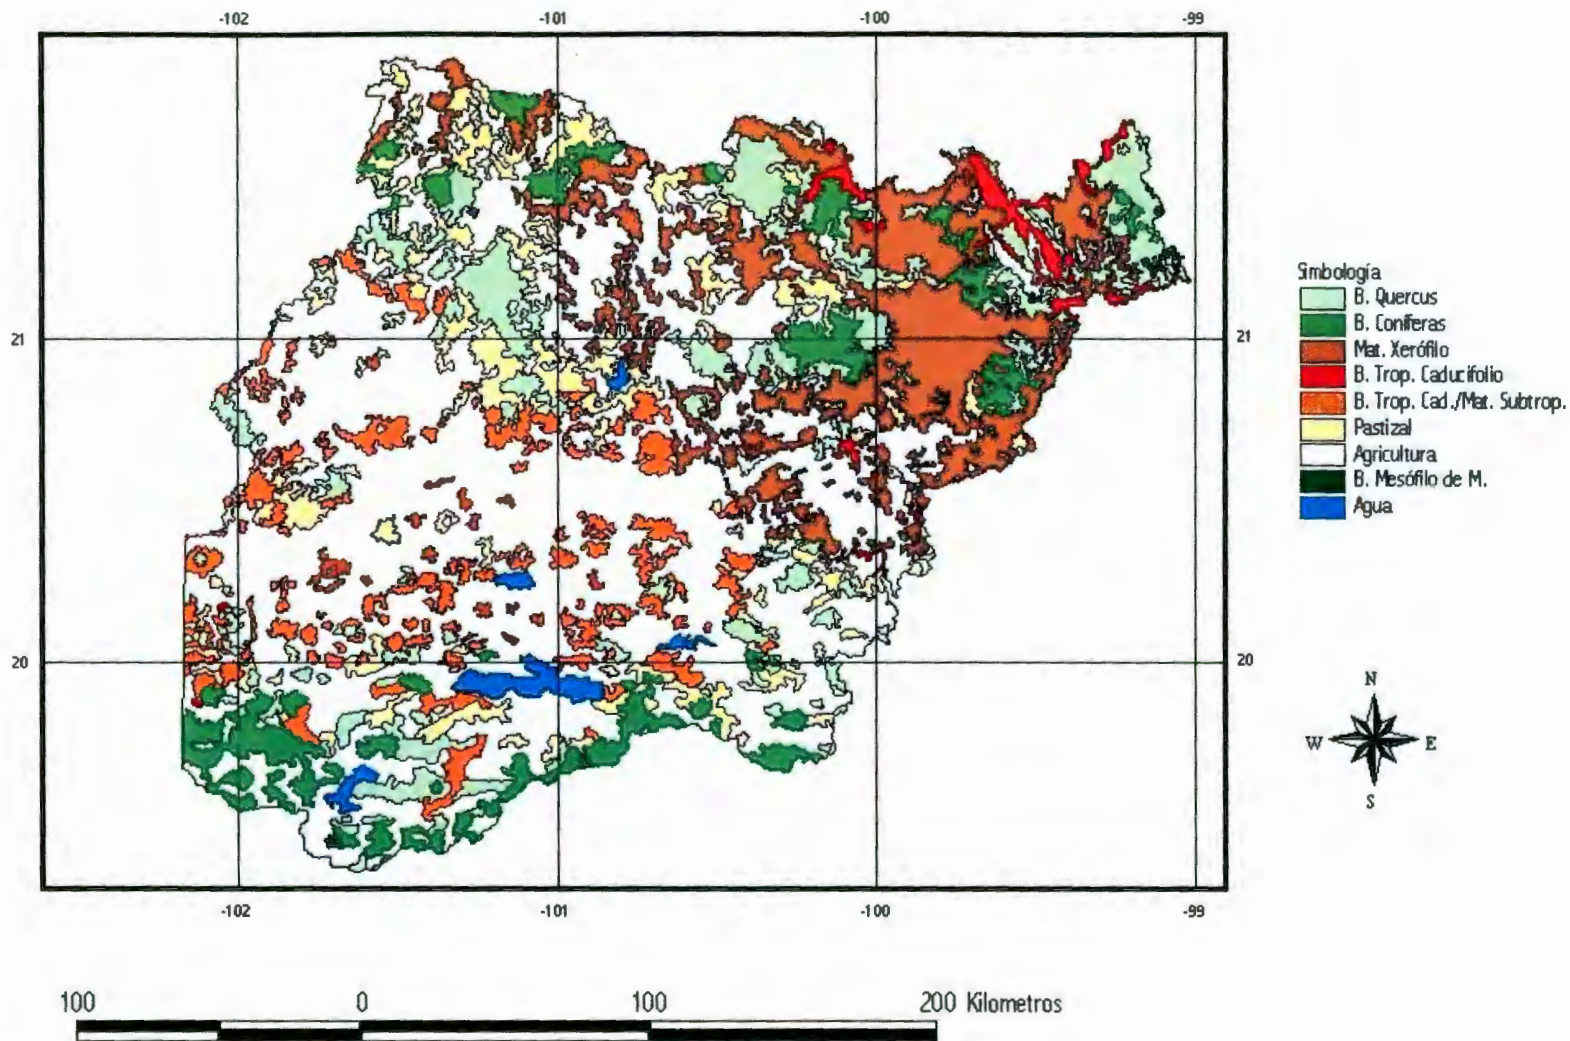 -102 -101 -100 -99
21
20 20
-102 -101 -100 -99
Simbología
B. Quercus
B. Coníferas
Mat. Xerófilo
B. Trop. Caducifolio
B. Trop. Cad./Mat. Subtrop.
Pastizal
Agricultura
B. Mesófilo de M.
Agua
N
W E
S
100 0 100 200 Kilometros